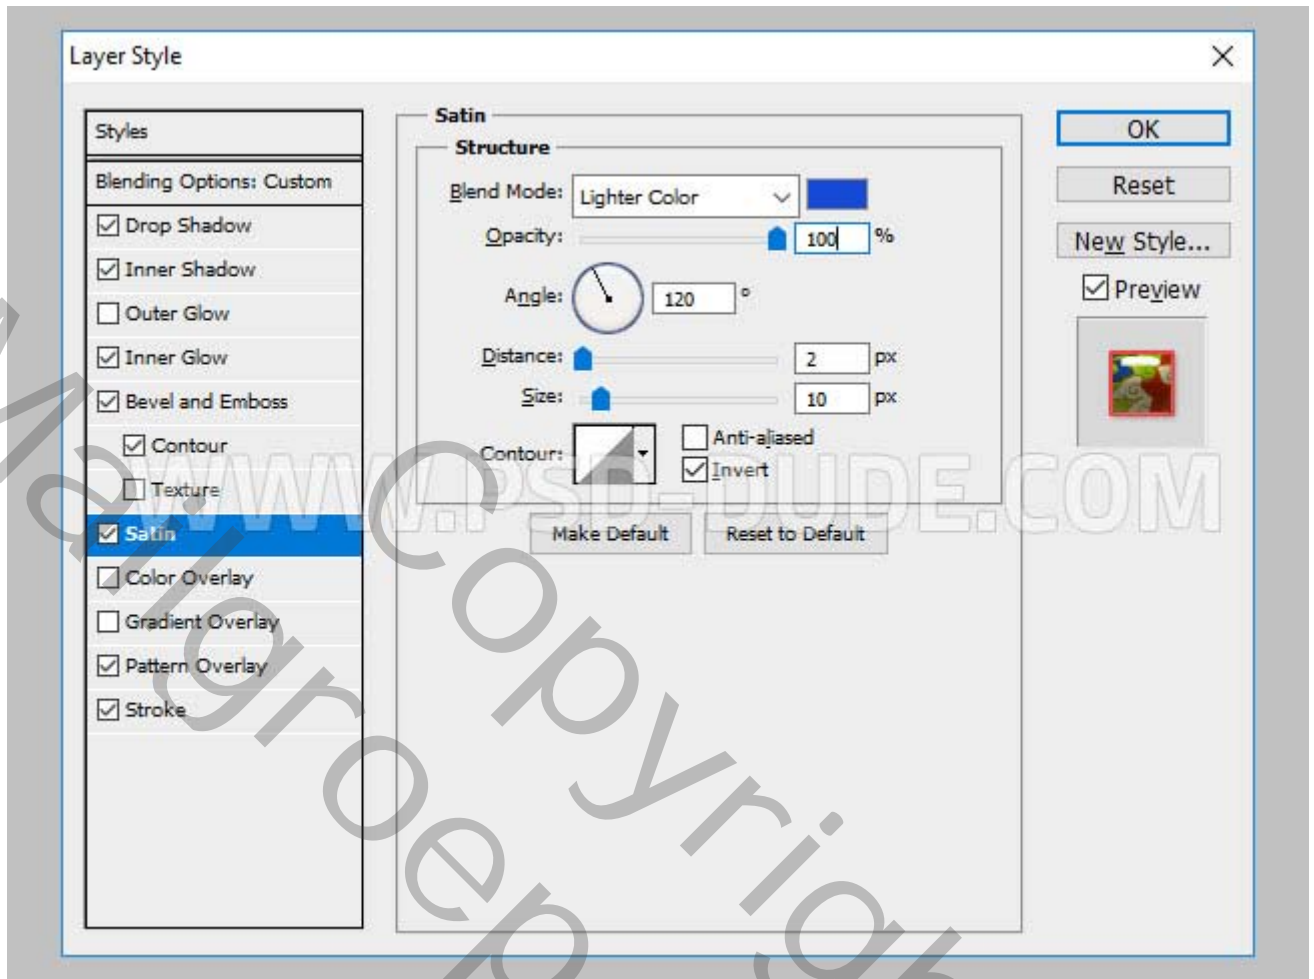 Layer Style
Styles
Blending Options: Custom
Drop Shadow
Inner Shadow
Outer Glow
Inner Glow
Bevel and Emboss
Contour
Texture
Satin
Color Overlay
Gradient Overlay
Pattern Overlay
Stroke
Satin
Structure
Blend Mode: Lighter Color
Opacity: 100 %
Angle: 120 °
Distance: 2 px
Size: 10 px
Contour:
Anti-aliased
Invert
Make Default Reset to Default
OK
Reset
New Style...
Preview
WWW.PSD-DUDE.COM
Mailgroep
Copyrigh